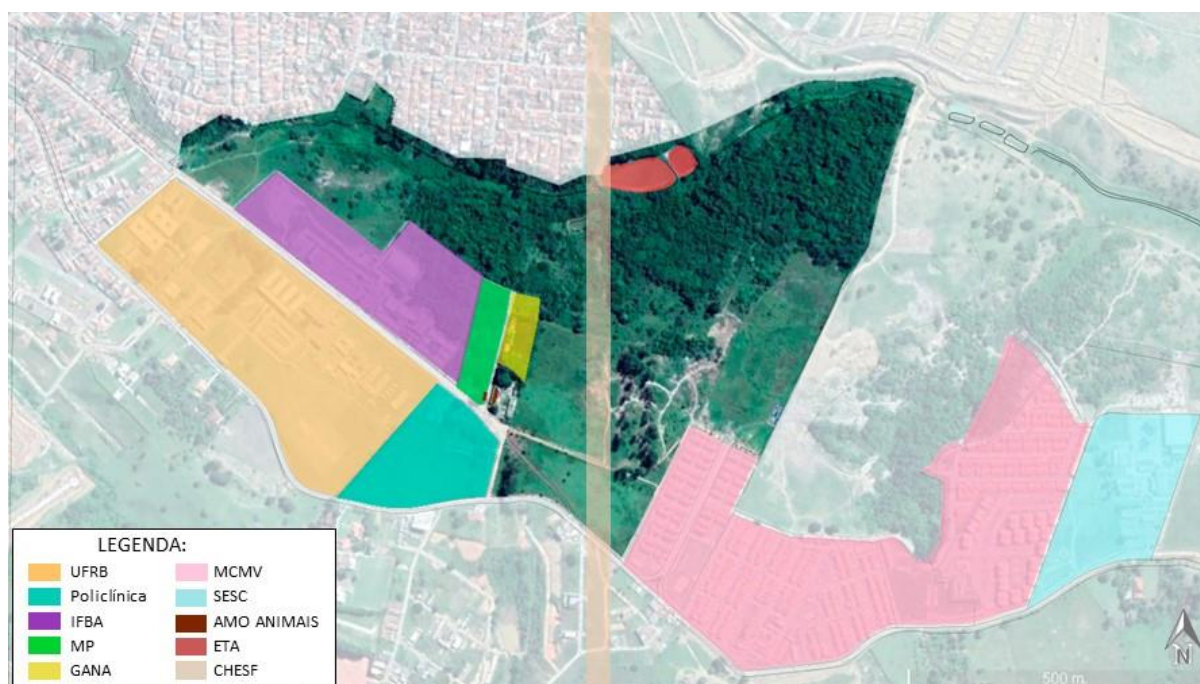 LEGENDA:
UFRB
Policlínica
IFBA
MP
GANA
MCMV
SESC
AMO ANIMAIS
ETA
CHESF
500 m
N